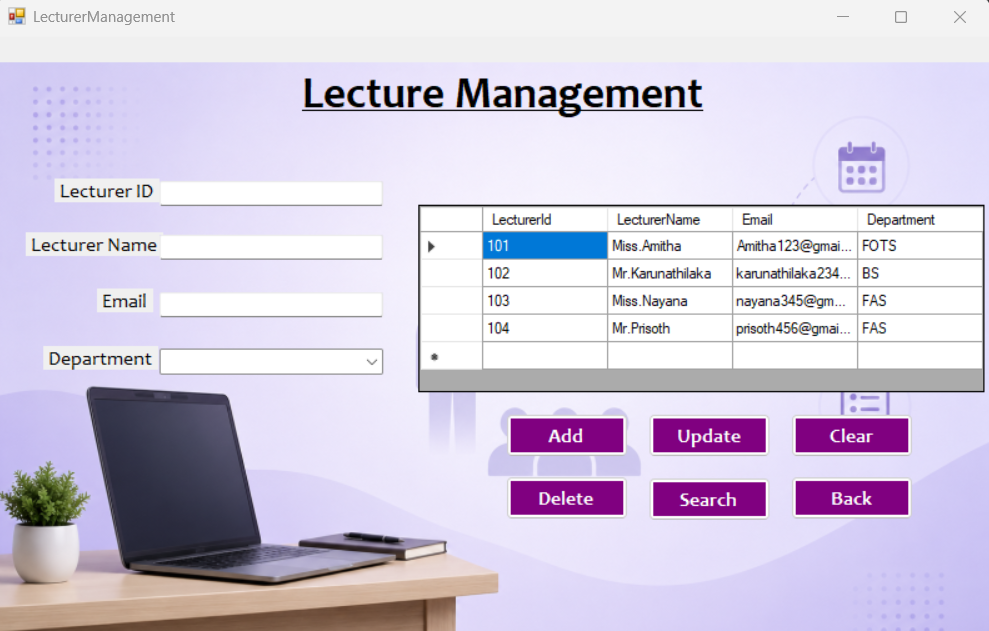 LecturerManagement
Lecture Management
Lecturer ID
Lecturer Name
Email
Department
LecturerId LecturerName Email Department
101 Miss.Amitha Amitha123@gmai... FOTS
102 Mr.Karunathilaka karunathilaka234... BS
103 Miss.Nayana nayana345@gm... FAS
104 Mr.Prisoth prisoth456@gmai... FAS
Add Update Clear
Delete Search Back